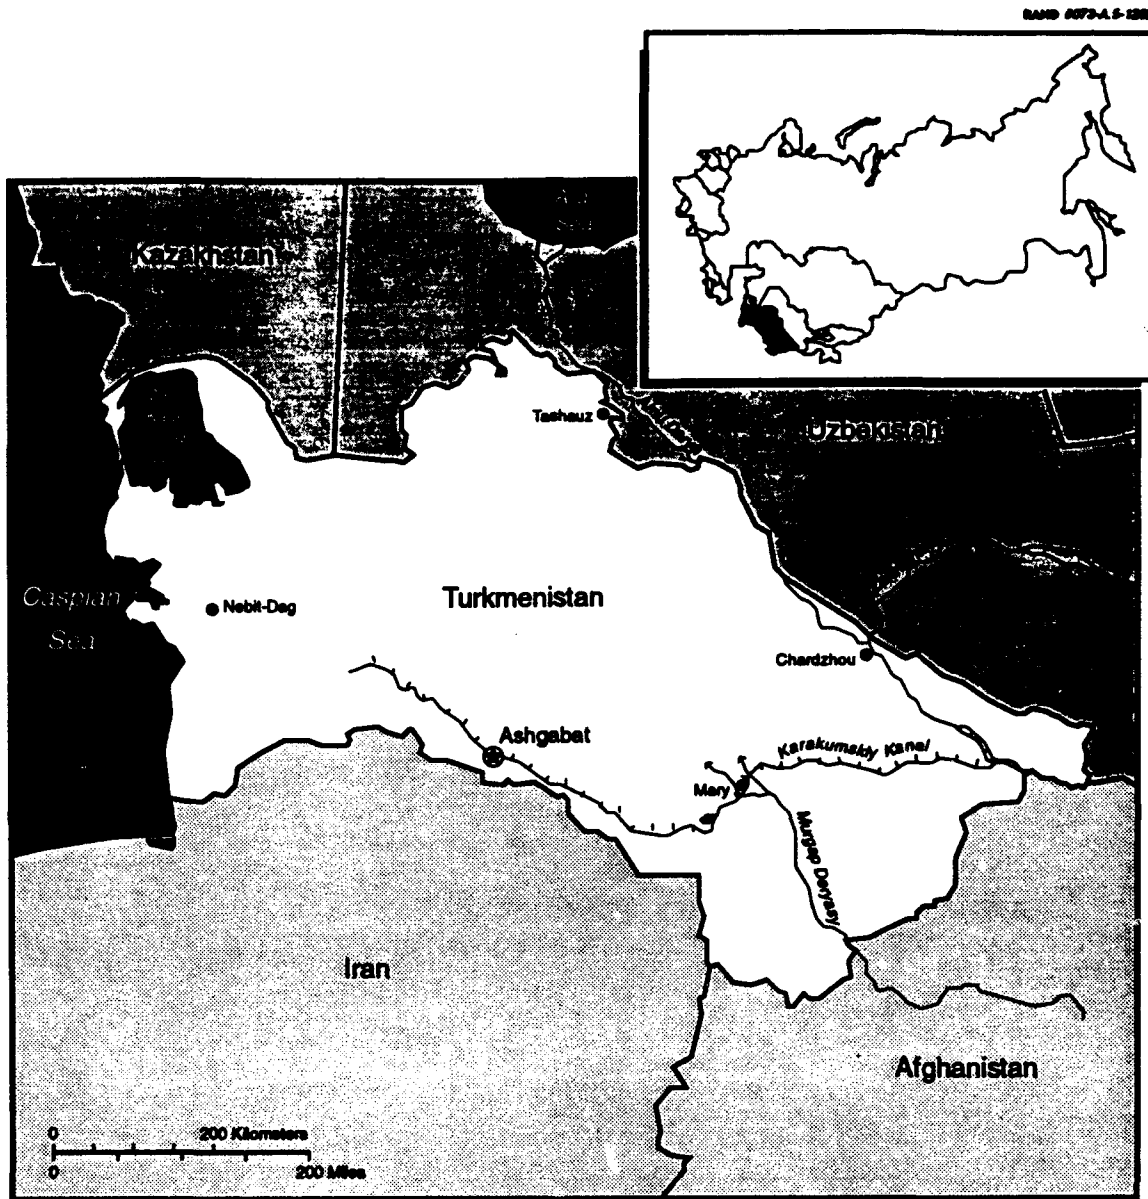 Kazakhstan
Tashauz
Uzbekistan
Caspian
Sea
Nebit-Dag
Turkmenistan
Chardzhou
Ashgabat
Karakumskiy Kanal
Mary
Murgap Deryasy
Iran
Afghanistan
0 200 Kilometers
0 200 Miles